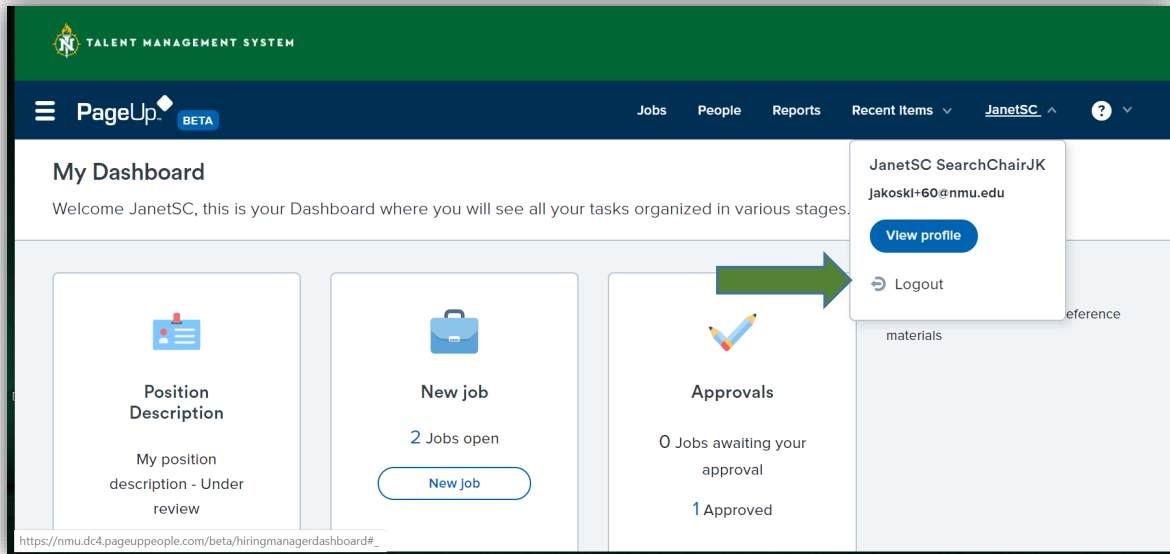 TALENT MANAGEMENT SYSTEM
PageUp BETA
Jobs People Reports Recent Items JanetSC ?
JanetSC SearchChairJK
jakoski+60@nmu.edu
View profile
Logout
My Dashboard
Welcome JanetSC, this is your Dashboard where you will see all your tasks organized in various stages.
eference
materials
Position
Description
My position
description - Under
review
New job
2 Jobs open
New job
Approvals
0 Jobs awaiting your
approval
1 Approved
https://nmu.dc4.pageuppeople.com/beta/hiringmanagerdashboard#_